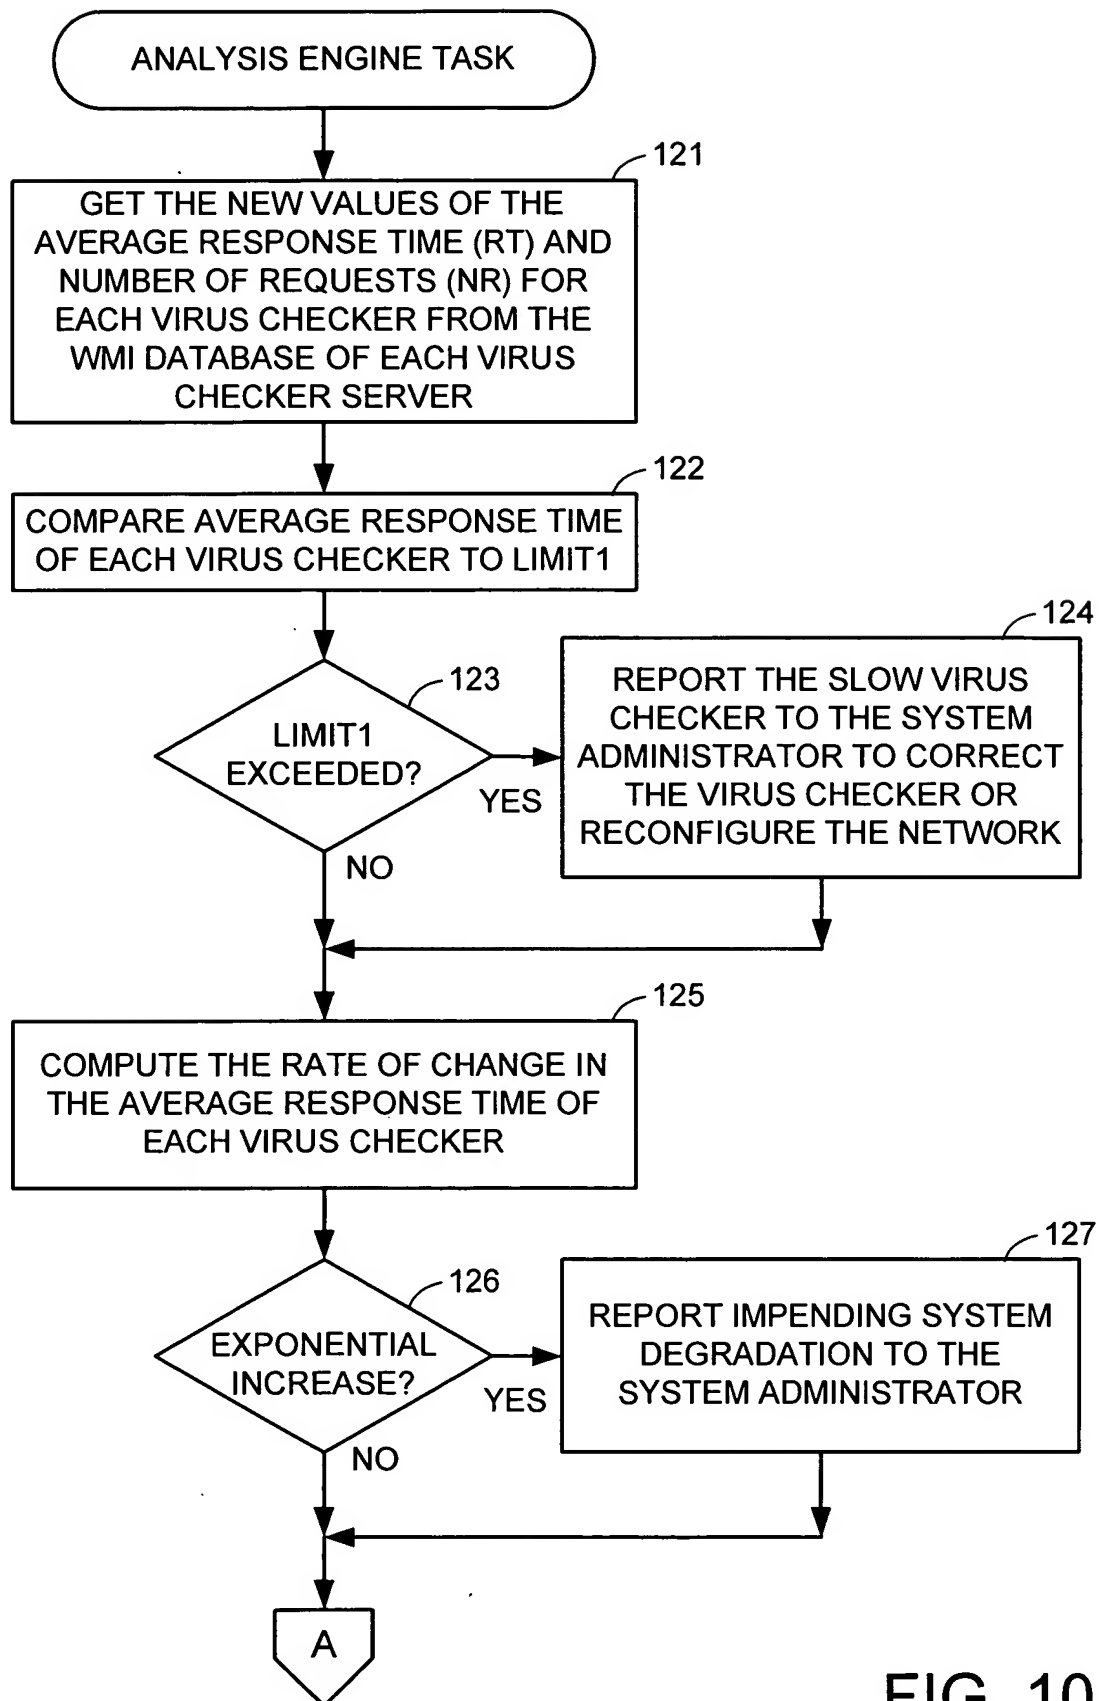 ANALYSIS ENGINE TASK
121
GET THE NEW VALUES OF THE
AVERAGE RESPONSE TIME (RT) AND
NUMBER OF REQUESTS (NR) FOR
EACH VIRUS CHECKER FROM THE
WMI DATABASE OF EACH VIRUS
CHECKER SERVER
122
COMPARE AVERAGE RESPONSE TIME
OF EACH VIRUS CHECKER TO LIMIT1
123
LIMIT1
EXCEEDED?
YES
NO
124
REPORT THE SLOW VIRUS
CHECKER TO THE SYSTEM
ADMINISTRATOR TO CORRECT
THE VIRUS CHECKER OR
RECONFIGURE THE NETWORK
125
COMPUTE THE RATE OF CHANGE IN
THE AVERAGE RESPONSE TIME OF
EACH VIRUS CHECKER
126
EXPONENTIAL
INCREASE?
YES
NO
127
REPORT IMPENDING SYSTEM
DEGRADATION TO THE
SYSTEM ADMINISTRATOR
A
FIG. 10